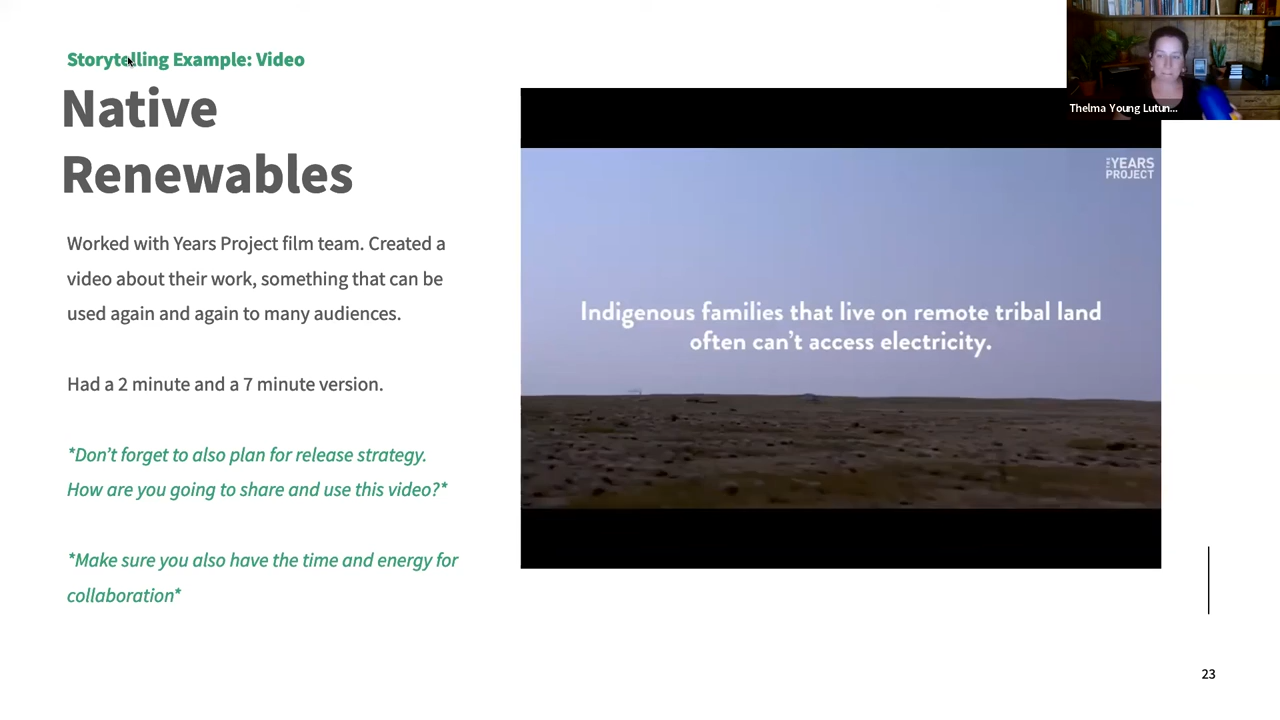 Storytelling Example: Video
Native
Renewables
Worked with Years Project film team. Created a
video about their work, something that can be
used again and again to many audiences.
Had a 2 minute and a 7 minute version.
*Don’t forget to also plan for release strategy.
How are you going to share and use this video?*
*Make sure you also have the time and energy for
collaboration*
THE YEARS
PROJECT
Indigenous families that live on remote tribal land
often can’t access electricity.
Thelma Young Lutun...
23